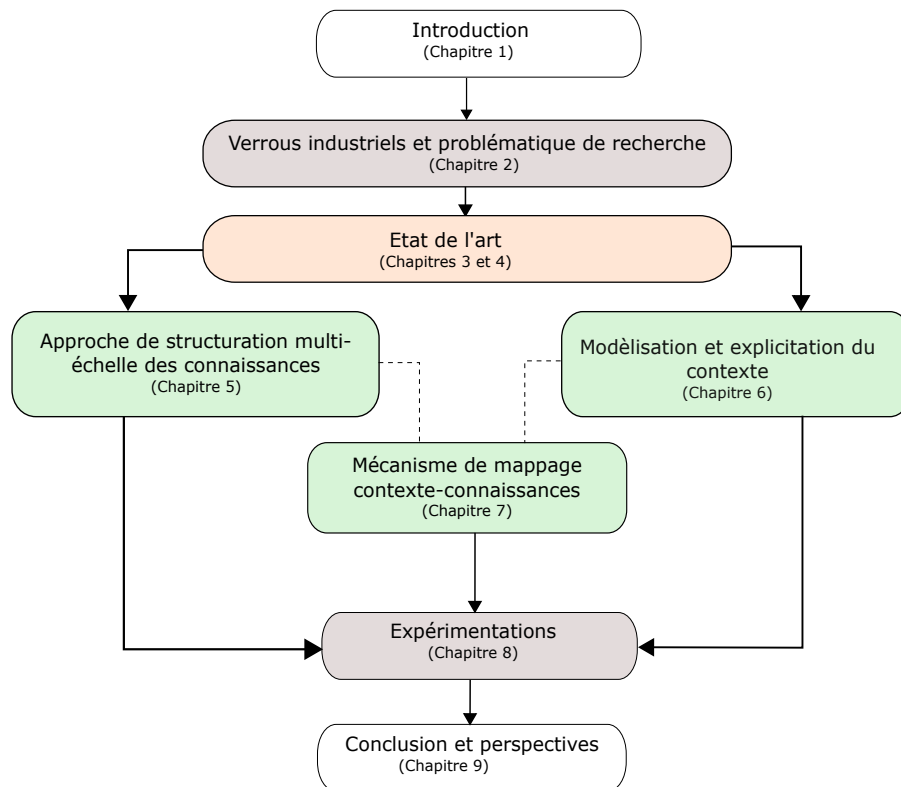 Introduction
(Chapitre 1)
Verrous industriels et problématique de recherche
(Chapitre 2)
Etat de l'art
(Chapitres 3 et 4)
Approche de structuration multi-
échelle des connaissances
(Chapitre 5)
Modèlisation et explicitation du
contexte
(Chapitre 6)
Mécanisme de mappage
contexte-connaissances
(Chapitre 7)
Expérimentations
(Chapitre 8)
Conclusion et perspectives
(Chapitre 9)